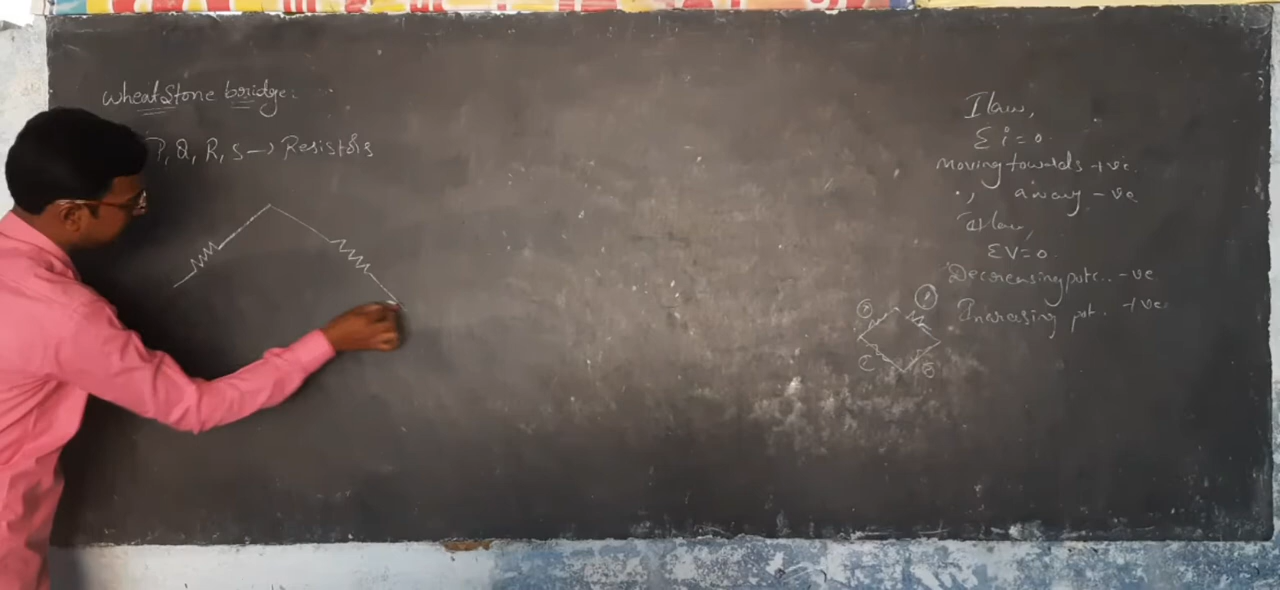 Wheatstone bridge:
P, Q, R, S → Resistors
I law,
Σ i = 0
moving towards +ve.
,, away -ve
II law,
ΣV=0
Decreasing pote.. -ve
Increasing pot. +ve